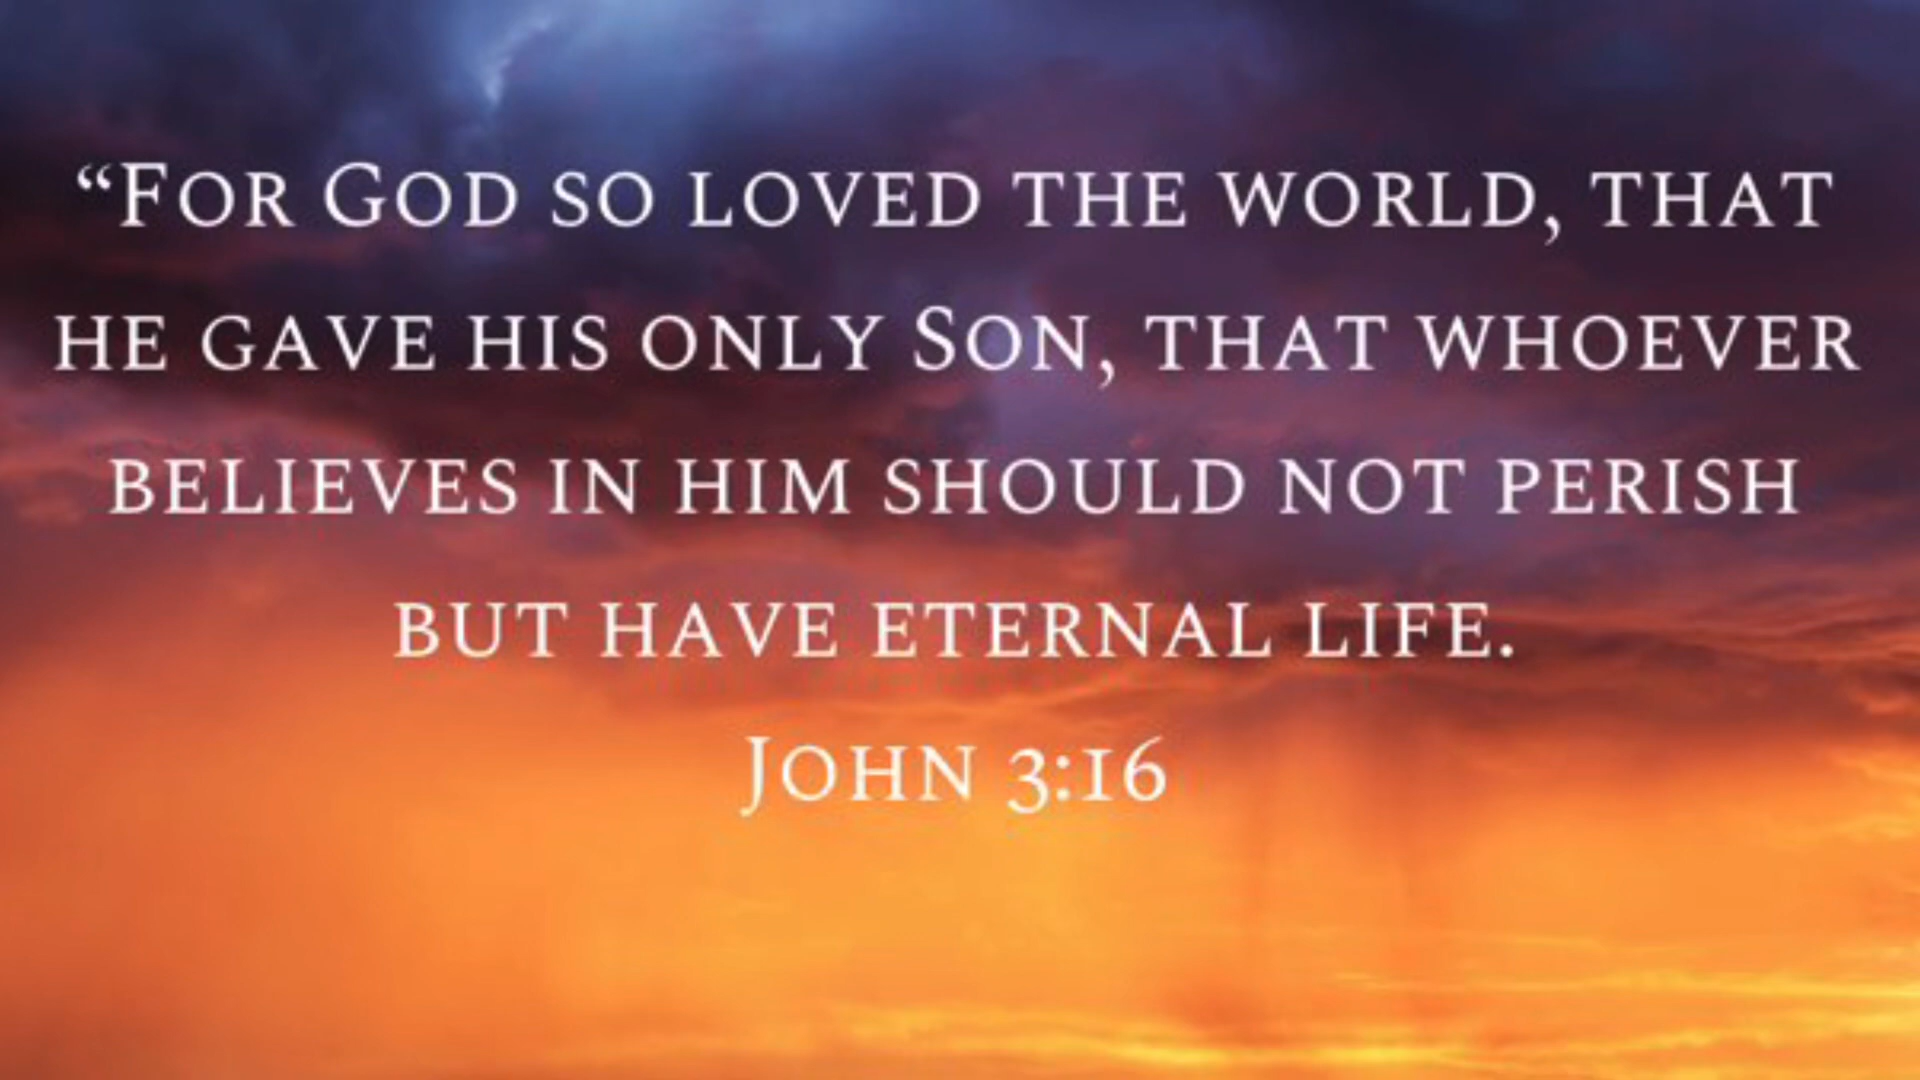 “For God so loved the world, that
he gave his only Son, that whoever
believes in him should not perish
but have eternal life.
John 3:16